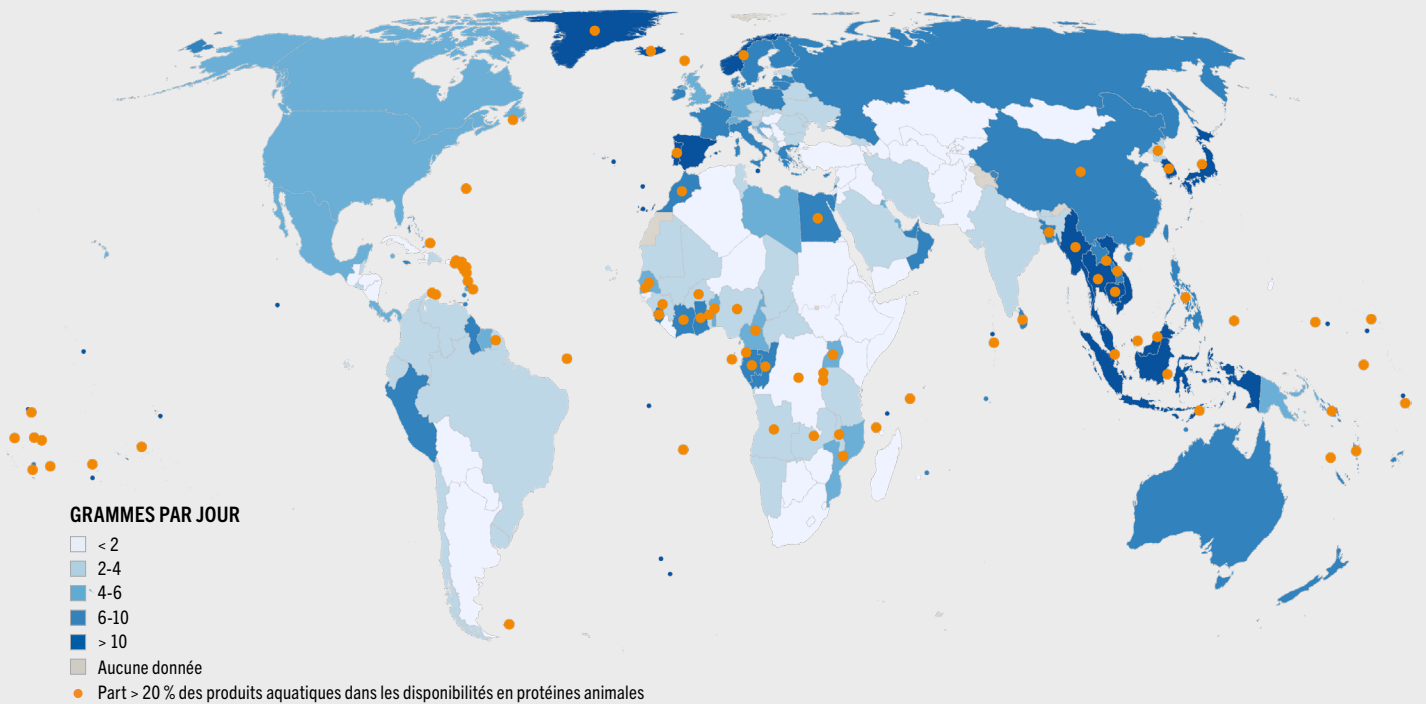 GRAMMES PAR JOUR
< 2
2-4
4-6
6-10
> 10
Aucune donnée
Part > 20 % des produits aquatiques dans les disponibilités en protéines animales